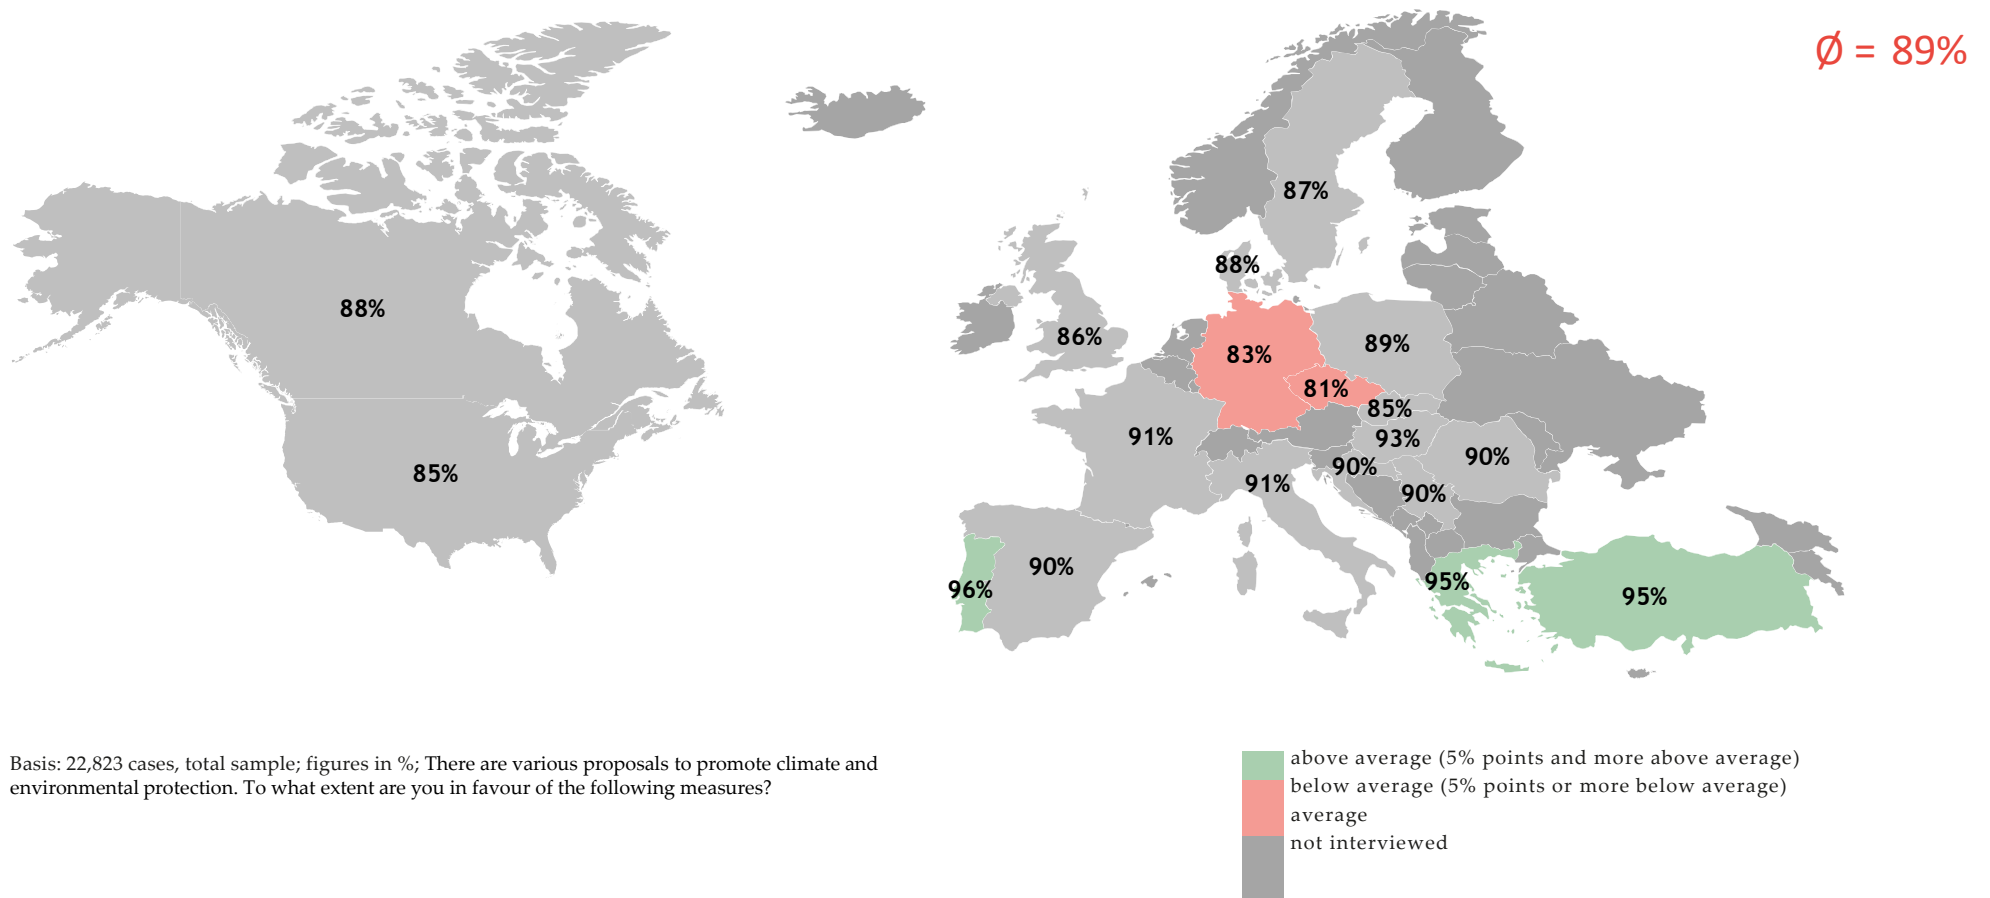 Ø = 89%
87%
88%
88%
86%
89%
83%
81%
85%
91%
93%
90%
90%
85%
91%
90%
96%
90%
95%
95%
Basis: 22,823 cases, total sample; figures in %; There are various proposals to promote climate and
environmental protection. To what extent are you in favour of the following measures?
above average (5% points and more above average)
below average (5% points or more below average)
average
not interviewed